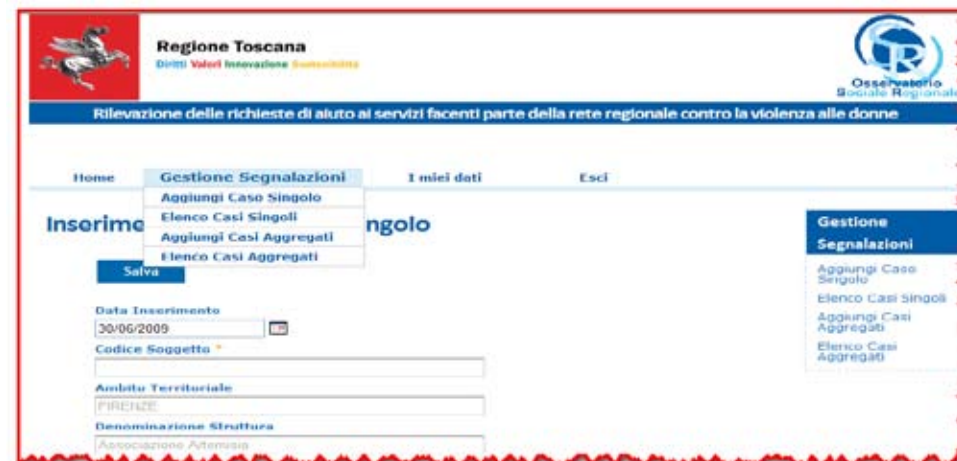 Regione Toscana
Diritti Valori Innovazione Sostenibilità
Osservatorio
Sociale Regionale
Rilevazione delle richieste di aiuto ai servizi facenti parte della rete regionale contro la violenza alle donne
Home Gestione Segnalazioni I miei dati Esci
Aggiungi Caso Singolo
Elenco Casi Singoli
Aggiungi Casi Aggregati
Elenco Casi Aggregati
Inserime ngolo
Salva
Data Inserimento
30/06/2009
Codice Soggetto *
Ambito Territoriale
FIRENZE
Denominazione Struttura
Associazione Artemisia
Gestione
Segnalazioni
Aggiungi Caso
Singolo
Elenco Casi Singoli
Aggiungi Casi
Aggregati
Elenco Casi
Aggregati